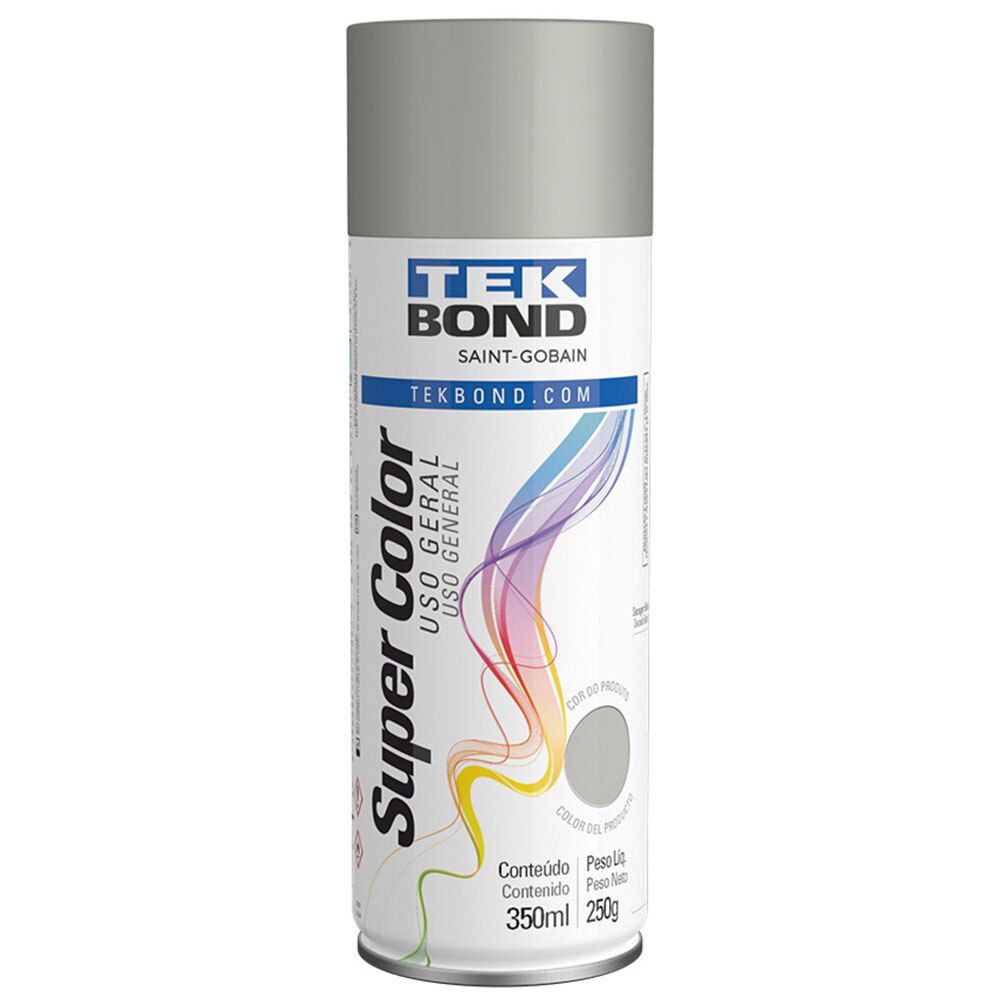 TEK
BOND
SAINT-GOBAIN
TEKBOND.COM
Super Color
USO GERAL
USO GENERAL
COR DO PRODUTO
COLOR DEL PRODUCTO
Conteúdo
Contenido
350ml
Peso Líq.
Peso Neto
250g